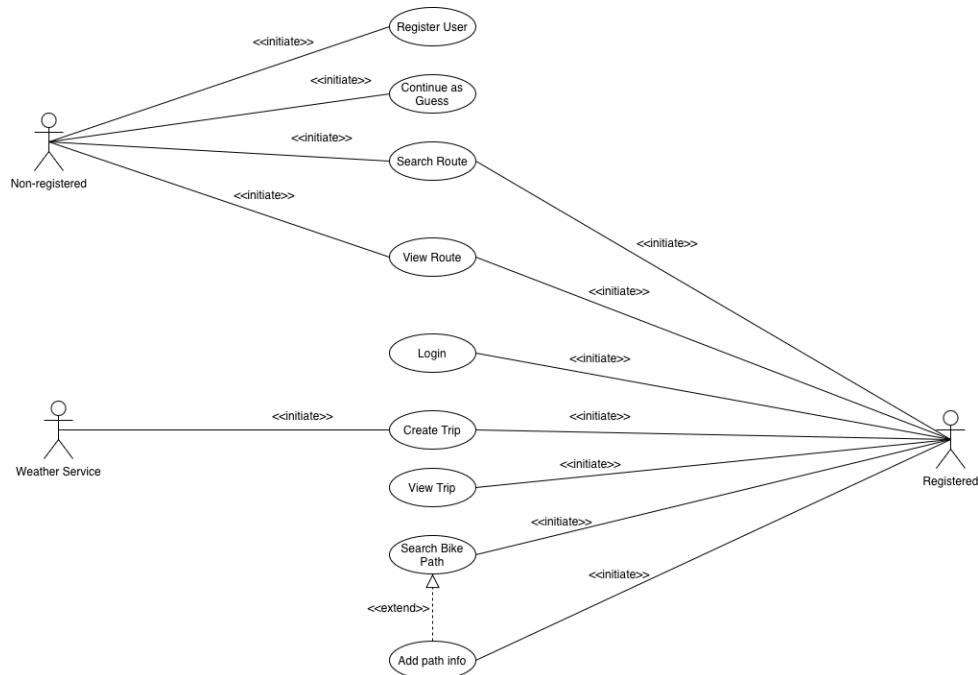 Register User
<<initiate>>
<<initiate>>
Continue as
Guess
<<initiate>>
Search Route
Non-registered
<<initiate>>
<<initiate>>
View Route
<<initiate>>
Login
<<initiate>>
<<initiate>>
<<initiate>>
Create Trip
Weather Service
<<initiate>>
View Trip
Registered
<<initiate>>
Search Bike
Path
<<initiate>>
<<extend>>
Add path info